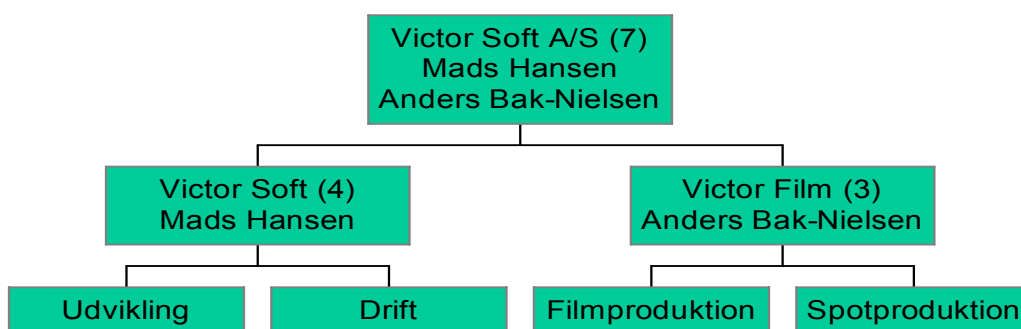 Victor Soft A/S (7)
Mads Hansen
Anders Bak-Nielsen
Victor Soft (4)
Mads Hansen
Victor Film (3)
Anders Bak-Nielsen
Udvikling
Drift
Filmproduktion
Spotproduktion